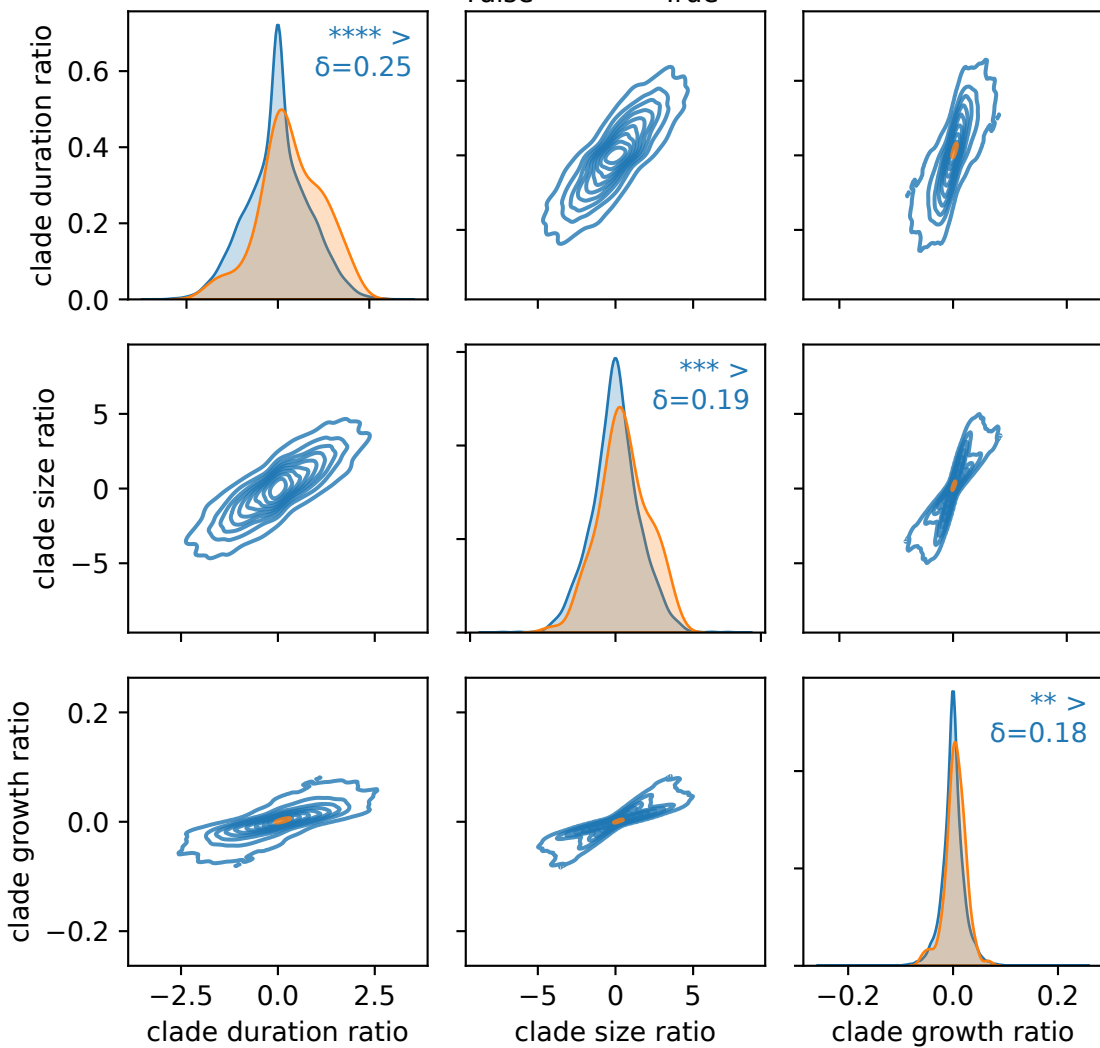 clade duration ratio
0.6
0.4
0.2
0.0
**** >
δ=0.25
clade size ratio
5
0
−5
*** >
δ=0.19
clade growth ratio
0.2
0.0
−0.2
** >
δ=0.18
−2.5 0.0 2.5
−5 0 5
−0.2 0.0 0.2
clade duration ratio
clade size ratio
clade growth ratio